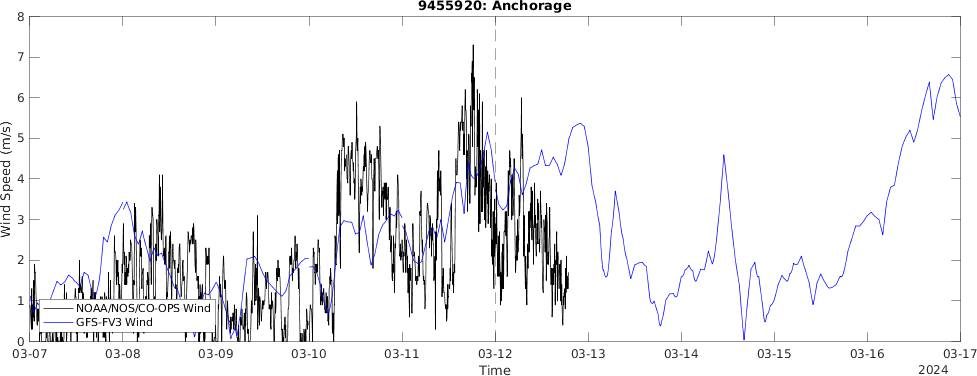 9455920: Anchorage
Wind Speed (m/s)
8
7
6
5
4
3
2
1
0
NOAA/NOS/CO-OPS Wind
GFS-FV3 Wind
03-07 03-08 03-09 03-10 03-11 03-12 03-13 03-14 03-15 03-16 03-17
Time
2024